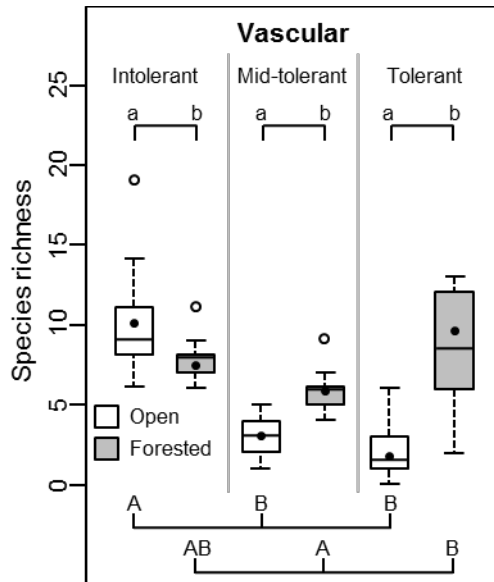 Vascular
Intolerant Mid-tolerant Tolerant
a b a b a b
Species richness
25
20
15
10
5
0
Open
Forested
A B B
AB A B